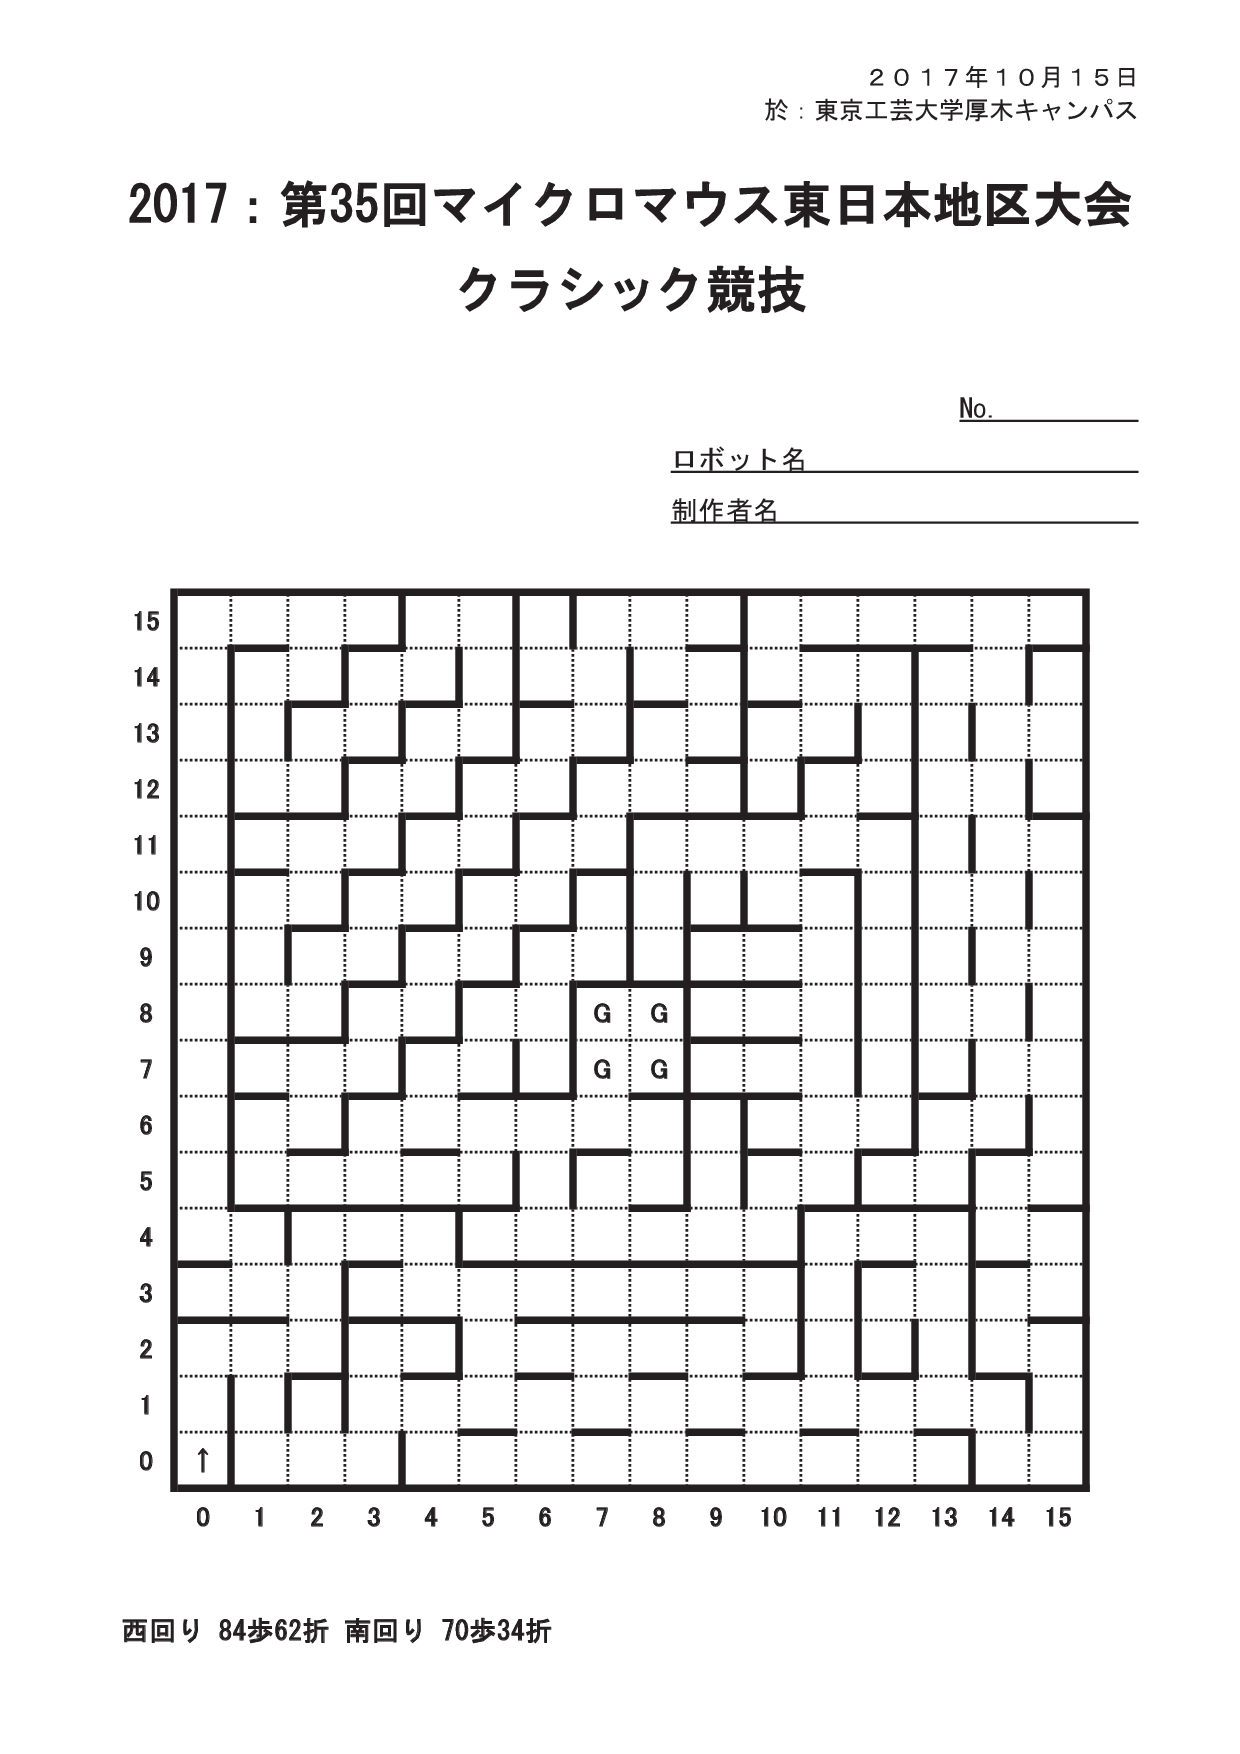 ２０１７年１０月１５日
於：東京工芸大学厚木キャンパス
2017：第35回マイクロマウス東日本地区大会
クラシック競技
No.
ロボット名
制作者名
15
14
13
12
11
10
9
8 G G
7 G G
6
5
4
3
2
1
0 ↑
0 1 2 3 4 5 6 7 8 9 10 11 12 13 14 15
西回り 84歩62折 南回り 70歩34折